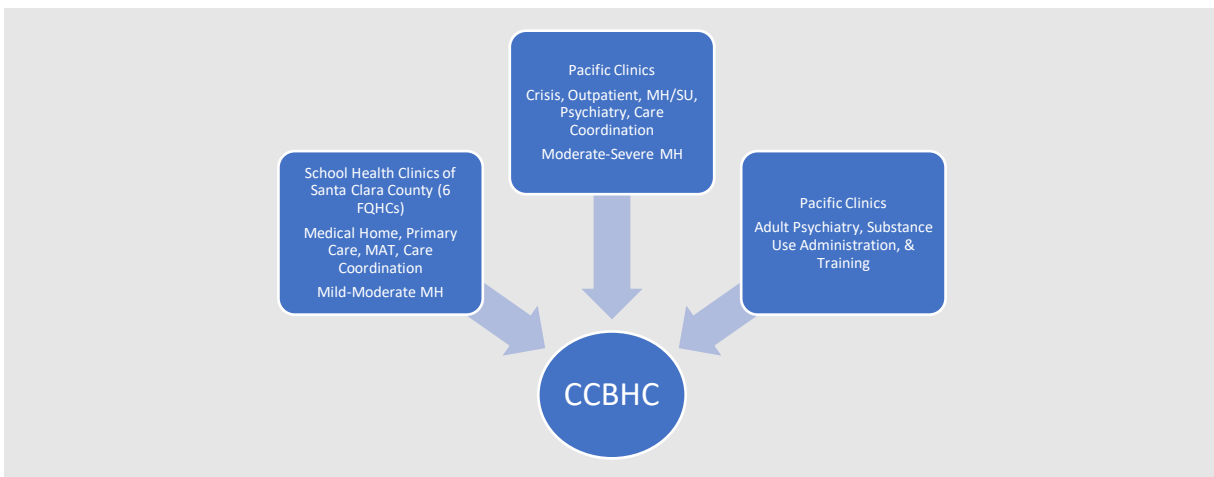 Pacific Clinics
Crisis, Outpatient, MH/SU,
Psychiatry, Care
Coordination
Moderate-Severe MH
School Health Clinics of
Santa Clara County (6
FQHCs)
Medical Home, Primary
Care, MAT, Care
Coordination
Mild-Moderate MH
Pacific Clinics
Adult Psychiatry, Substance
Use Administration, &
Training
CCBHC